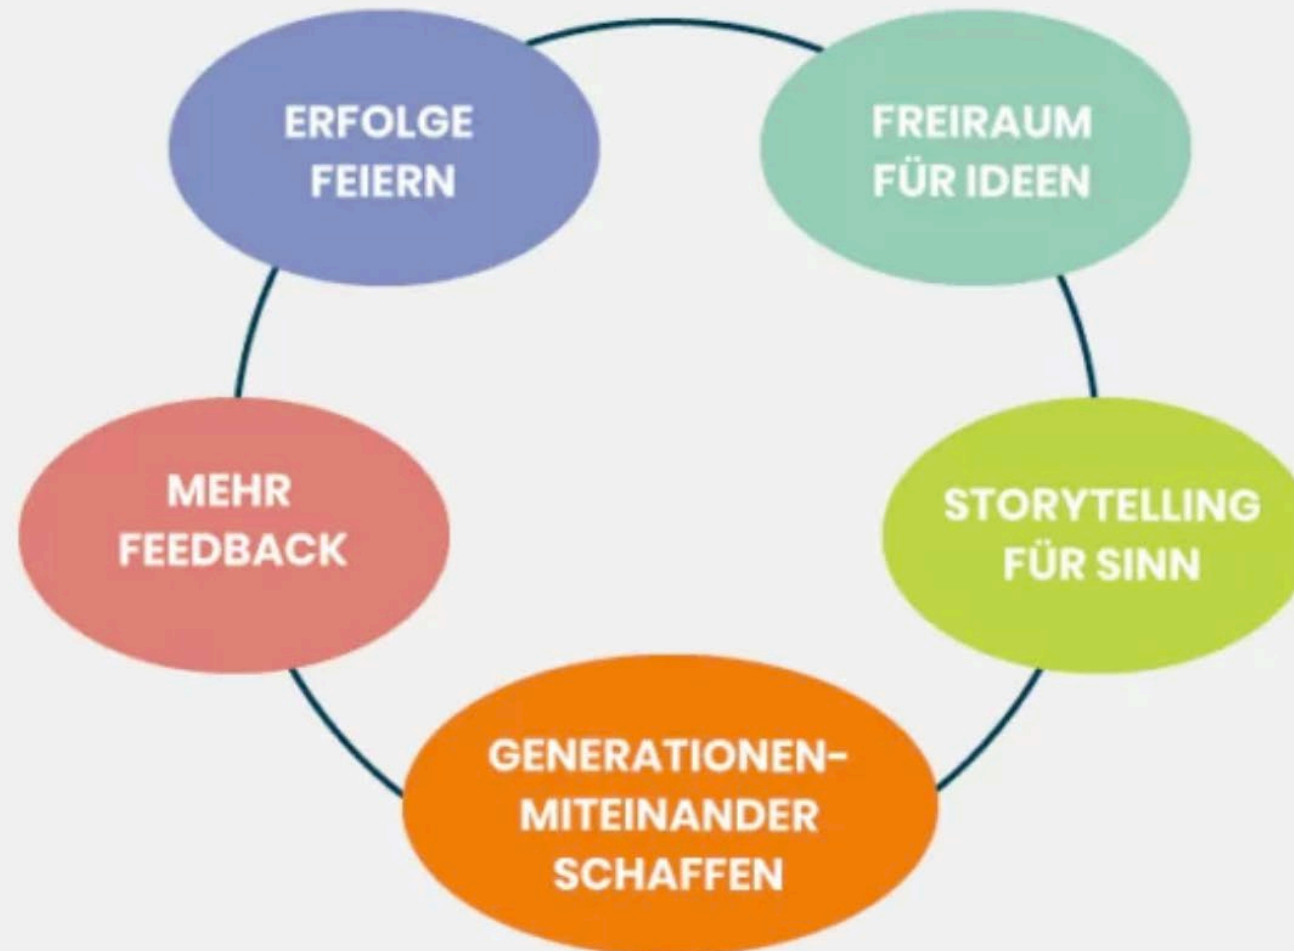 ERFOLGE
FEIERN
FREIRAUM
FÜR IDEEN
MEHR
FEEDBACK
STORYTELLING
FÜR SINN
GENERATIONEN-
MITEINANDER
SCHAFFEN